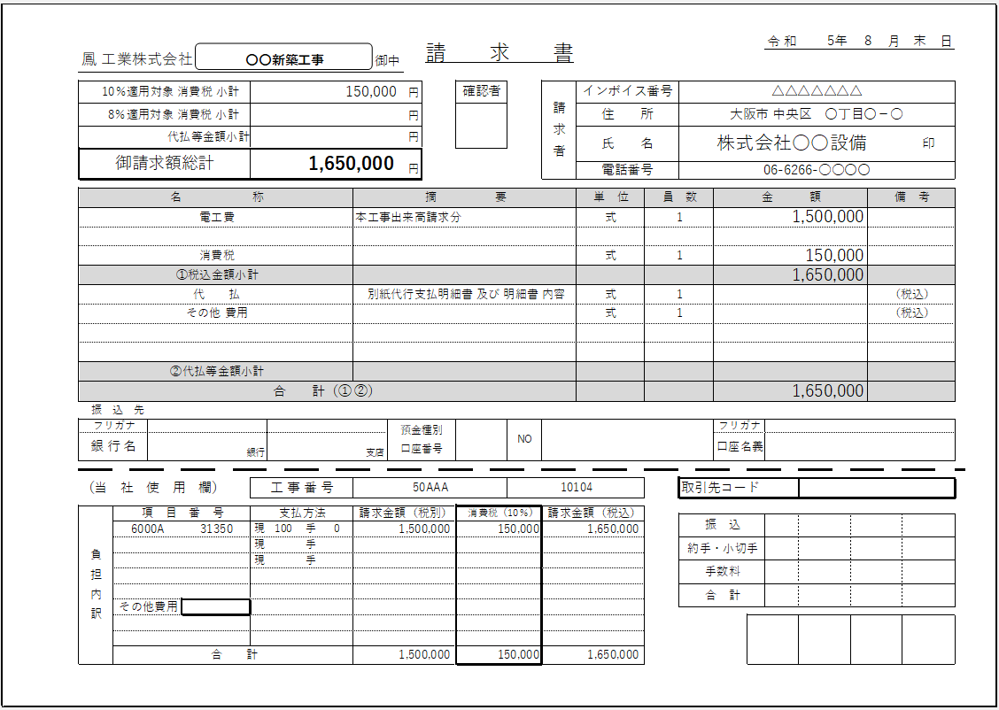 令和 5年 8 月 末 日
鳳 工業株式会社 〇〇新築工事 御中
請 求 書
10%適用対象 消費税 小計 150,000 円
8%適用対象 消費税 小計 円
代払等金額小計 円
御請求額総計 1,650,000 円
確認者
請求者
インボイス番号 △△△△△△△
住 所 大阪市 中央区 〇丁目〇-〇
氏 名 株式会社〇〇設備 印
電話番号 06-6266-〇〇〇〇
名 称 摘 要 単 位 員 数 金 額 備 考
電工費 本工事出来高請求分 式 1 1,500,000
消費税 式 1 150,000
①税込金額小計 1,650,000
代 払 別紙代行支払明細書 及び 明細書 内容 式 1 (税込)
その他 費用 式 1 (税込)
②代払等金額小計
合 計 (①②) 1,650,000
振 込 先
フリガナ
銀行名 銀行 支店
預金種別
口座番号
NO
フリガナ
口座名義
(当 社 使 用 欄) 工事番号 50AAA 10104
取引先コード
負担内訳
項 目 番 号 支払方法 請求金額 (税別) 消費税 (10%) 請求金額 (税込)
6000A 31350 現 100 手 0 1,500,000 150,000 1,650,000
現 手
現 手
その他費用
合 計 1,500,000 150,000 1,650,000
振 込
約手・小切手
手数料
合 計